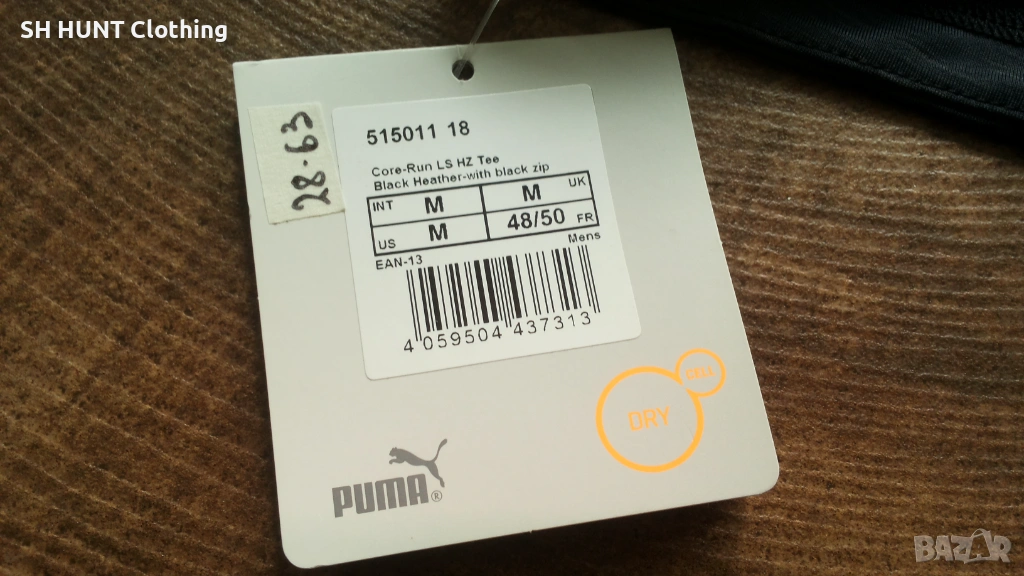 SH HUNT Clothing
28.63
515011 18
Core-Run LS HZ Tee
Black Heather-with black zip
INT M M UK
US M 48/50 FR
EAN-13 Mens
4 059504 437313
DRY CELL
PUMA®
BAZAR